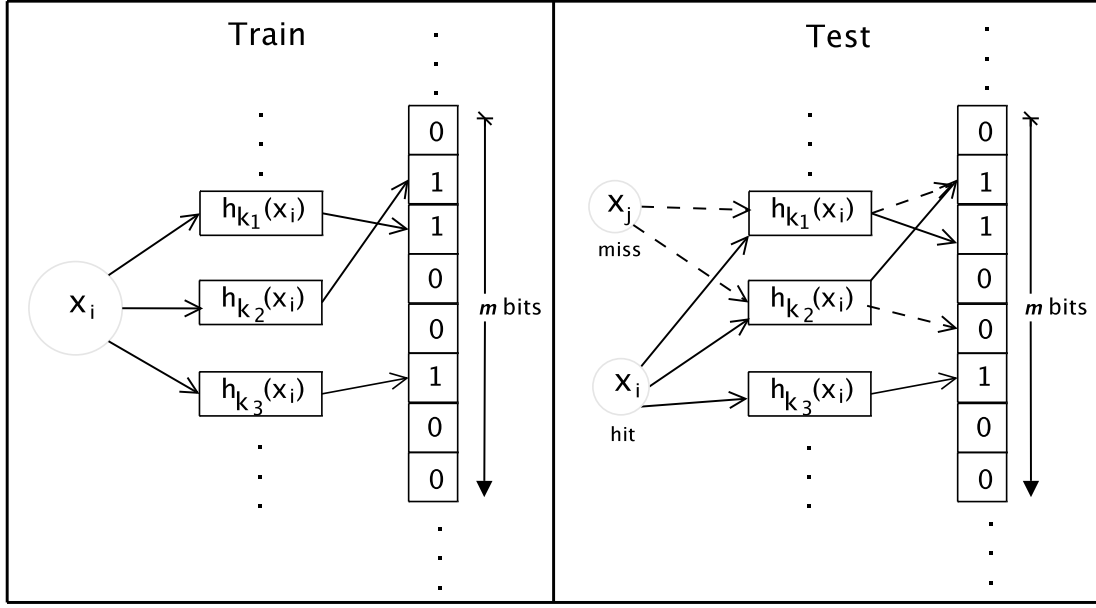 Train
0
1
1
0
0
1
0
0
h_{k_1}(x_i)
h_{k_2}(x_i)
h_{k_3}(x_i)
x_i
m bits
Test
0
1
1
0
0
1
0
0
h_{k_1}(x_i)
h_{k_2}(x_i)
h_{k_3}(x_i)
x_j
miss
x_i
hit
m bits